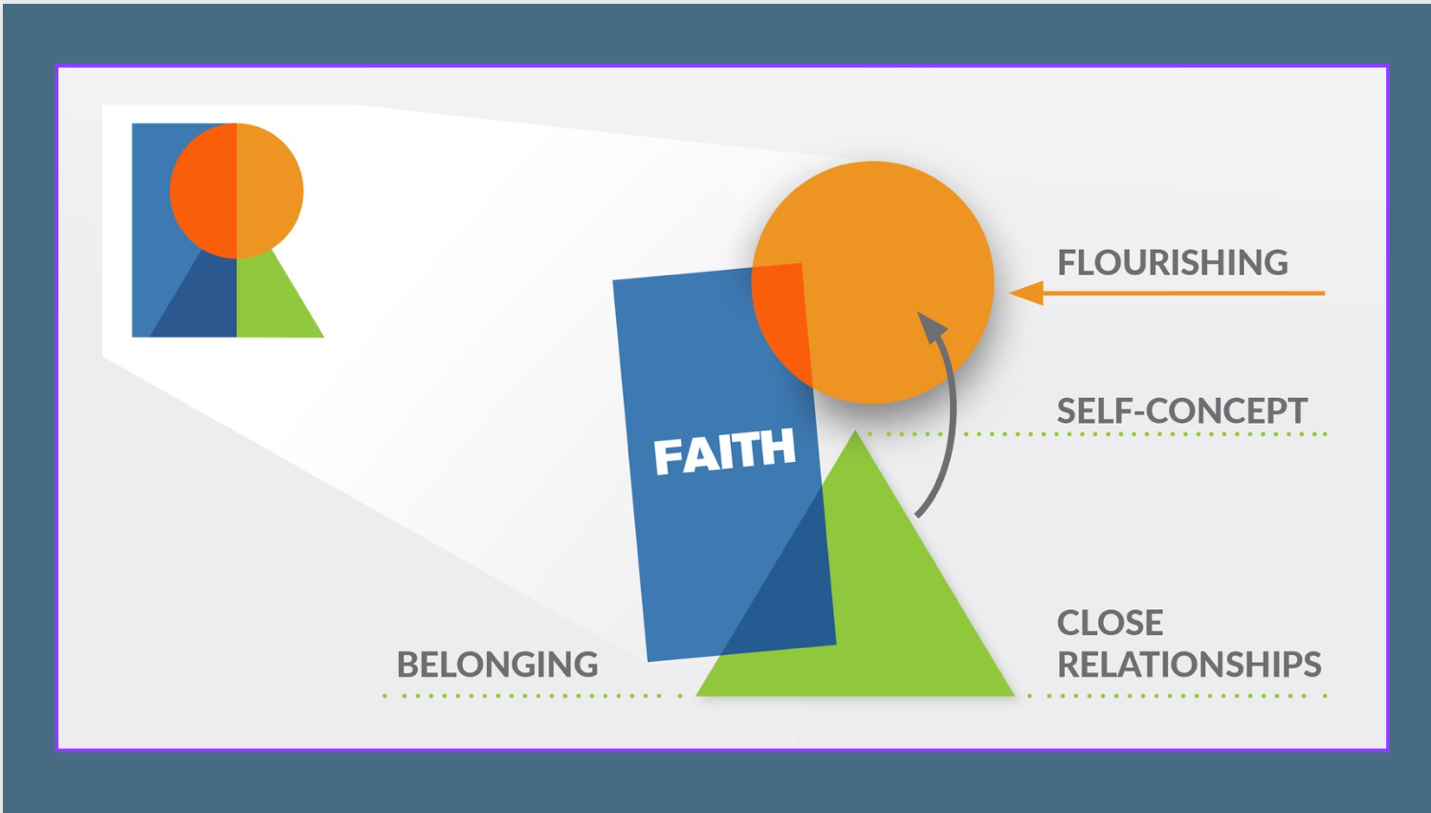 FLOURISHING
SELF-CONCEPT
FAITH
CLOSE
RELATIONSHIPS
BELONGING